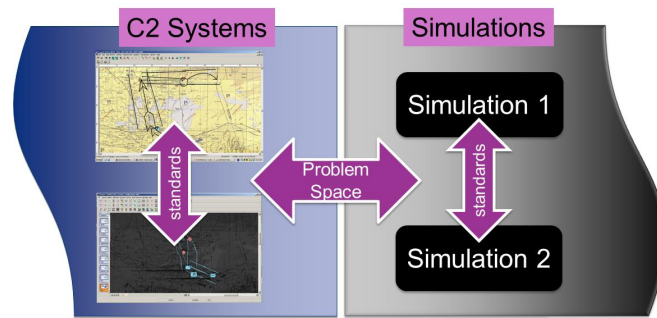 C2 Systems
Simulations
Simulation 1
standards
Problem
Space
standards
Simulation 2